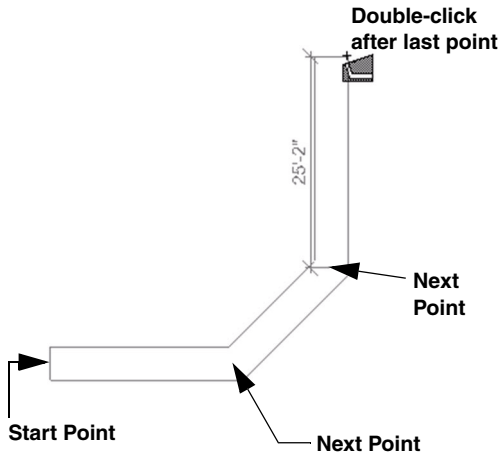 Double-click
after last point
25'-2"
Next
Point
Start Point
Next Point